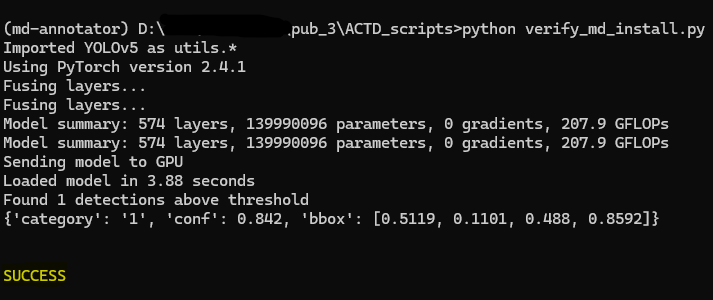 (md-annotator) D:\ \pub_3\ACTD_scripts>python verify_md_install.py
Imported YOLOv5 as utils.*
Using PyTorch version 2.4.1
Fusing layers...
Fusing layers...
Model summary: 574 layers, 139990096 parameters, 0 gradients, 207.9 GFLOPs
Model summary: 574 layers, 139990096 parameters, 0 gradients, 207.9 GFLOPs
Sending model to GPU
Loaded model in 3.88 seconds
Found 1 detections above threshold
{'category': '1', 'conf': 0.842, 'bbox': [0.5119, 0.1101, 0.488, 0.8592]}
SUCCESS